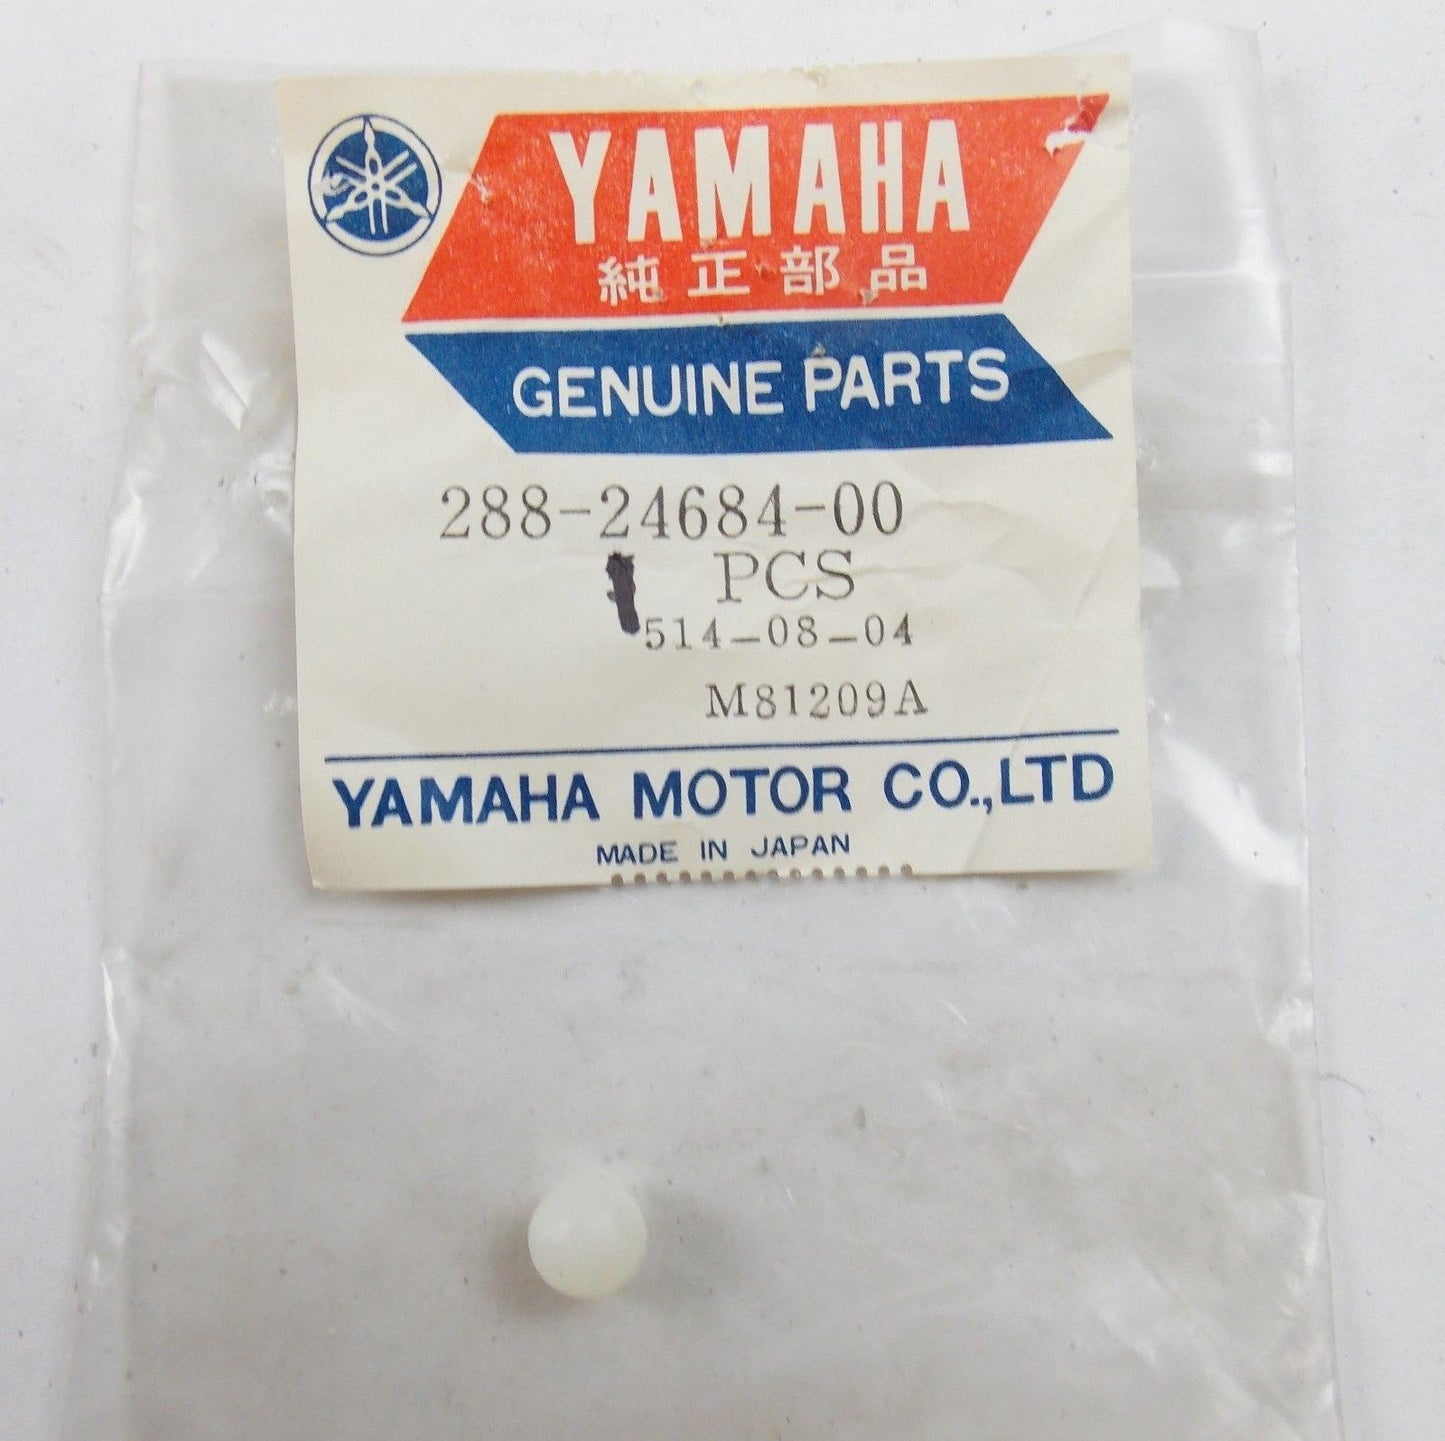 YAMAHA
純正部品
GENUINE PARTS
288-24684-00
1 PCS
514-08-04
M81209A
YAMAHA MOTOR CO.,LTD
MADE IN JAPAN